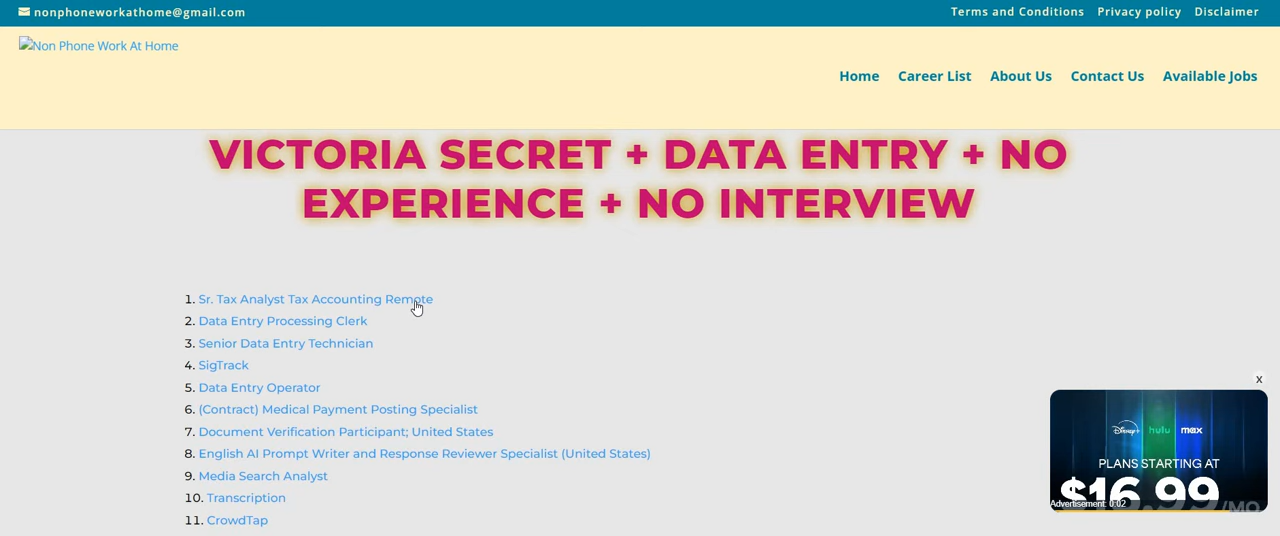 nonphoneworkathome@gmail.com
Terms and Conditions Privacy policy Disclaimer
Non Phone Work At Home
Home Career List About Us Contact Us Available Jobs
VICTORIA SECRET + DATA ENTRY + NO
EXPERIENCE + NO INTERVIEW
1. Sr. Tax Analyst Tax Accounting Remote
2. Data Entry Processing Clerk
3. Senior Data Entry Technician
4. SigTrack
5. Data Entry Operator
6. (Contract) Medical Payment Posting Specialist
7. Document Verification Participant; United States
8. English AI Prompt Writer and Response Reviewer Specialist (United States)
9. Media Search Analyst
10. Transcription
11. CrowdTap
X
Disney+ hulu max
PLANS STARTING AT
$16.99/MO
Advertisement: 0:02